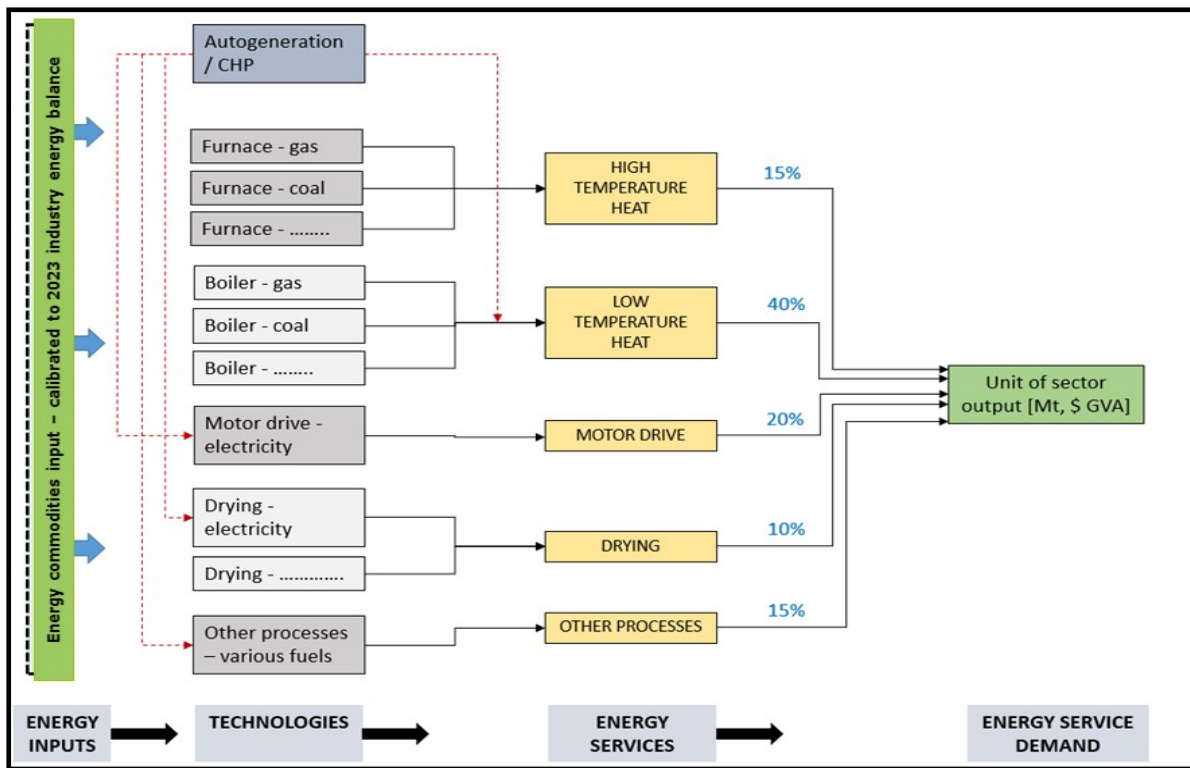 Energy commodities input – calibrated to 2023 industry energy balance
Autogeneration
/ CHP
Furnace - gas
Furnace - coal
Furnace - ........
Boiler - gas
Boiler - coal
Boiler - ........
Motor drive -
electricity
Drying -
electricity
Drying - .............
Other processes
– various fuels
HIGH
TEMPERATURE
HEAT
LOW
TEMPERATURE
HEAT
MOTOR DRIVE
DRYING
OTHER PROCESSES
15%
40%
20%
10%
15%
Unit of sector
output [Mt, $ GVA]
ENERGY
INPUTS
TECHNOLOGIES
ENERGY
SERVICES
ENERGY SERVICE
DEMAND